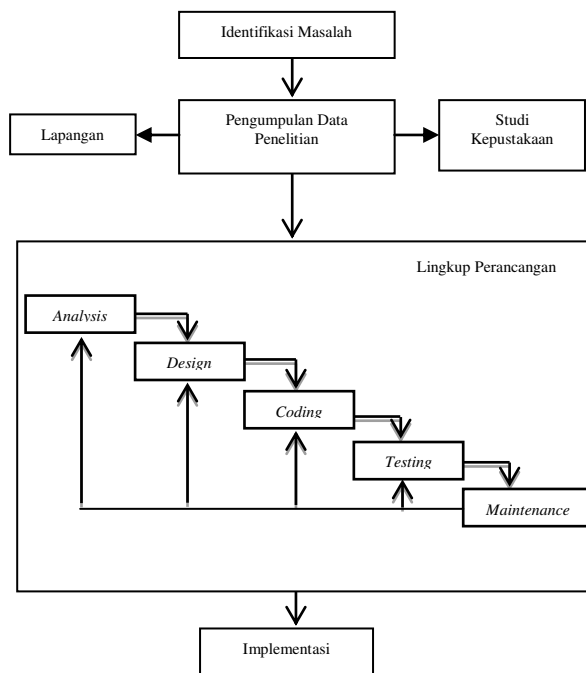 Identifikasi Masalah
Lapangan
Pengumpulan Data
Penelitian
Studi
Kepustakaan
Lingkup Perancangan
Analysis
Design
Coding
Testing
Maintenance
Implementasi